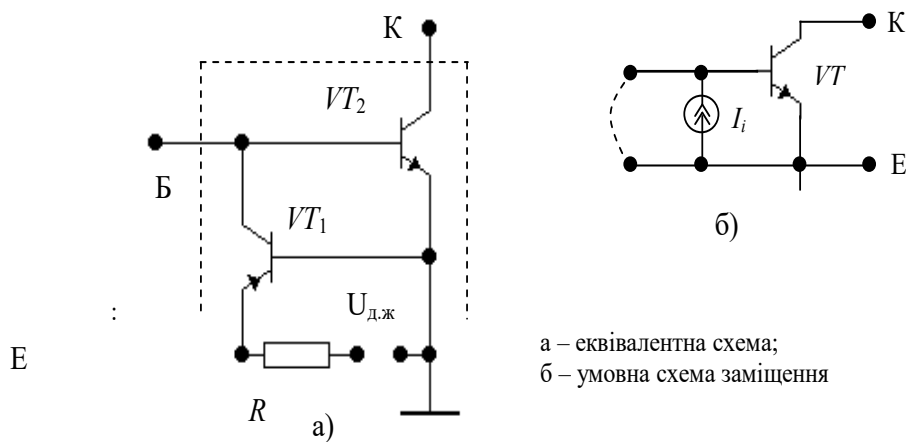 К
VT₂
Б
VT₁
:
Uд.ж
Е
R
а)
К
VT
Iᵢ
Е
б)
а – еквівалентна схема;
б – умовна схема заміщення